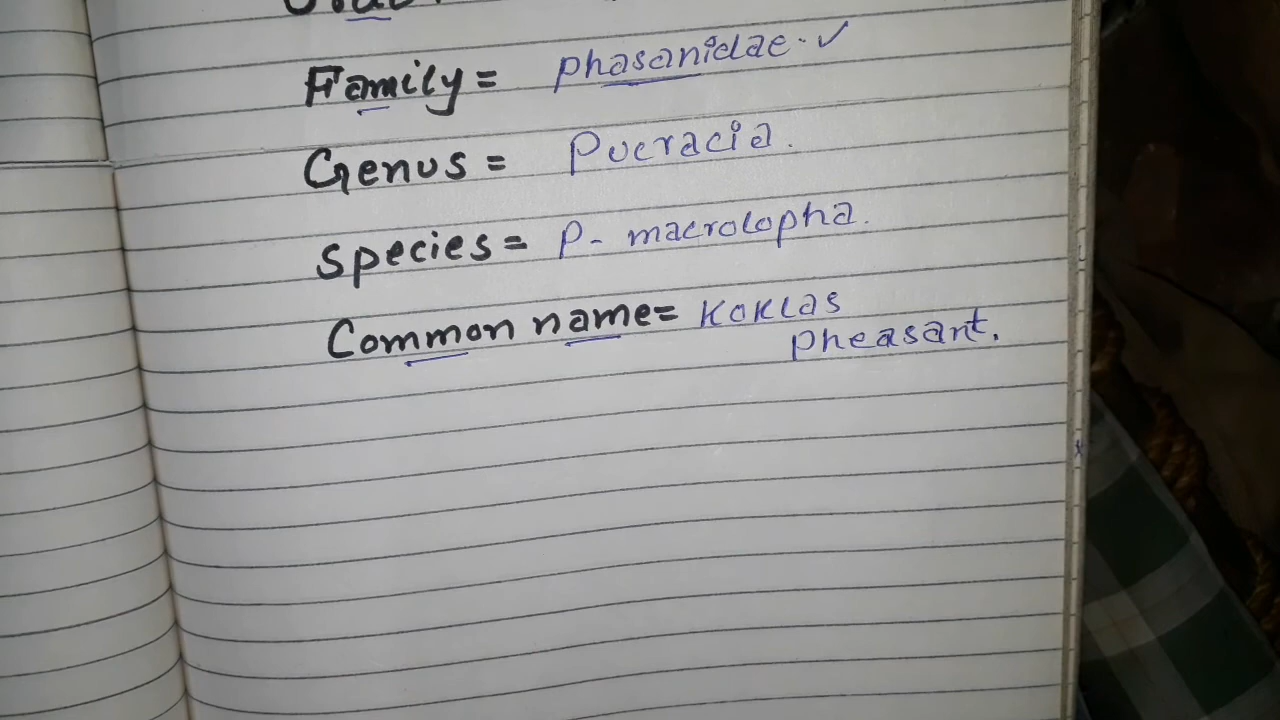 Family = phasanidae. ✓
Genus = Pucracia.
Species = P- macrolopha.
Common name = Koklas
Pheasant.